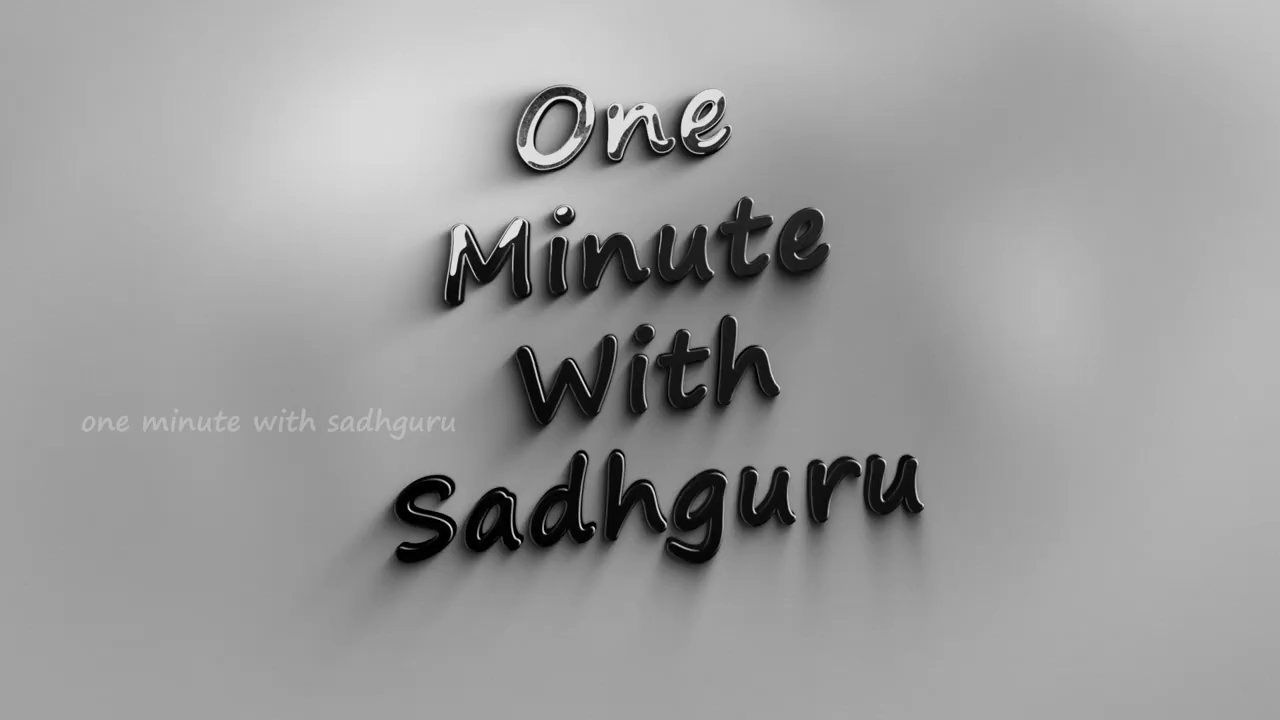 One
Minute
With
one minute with sadhguru
Sadhguru